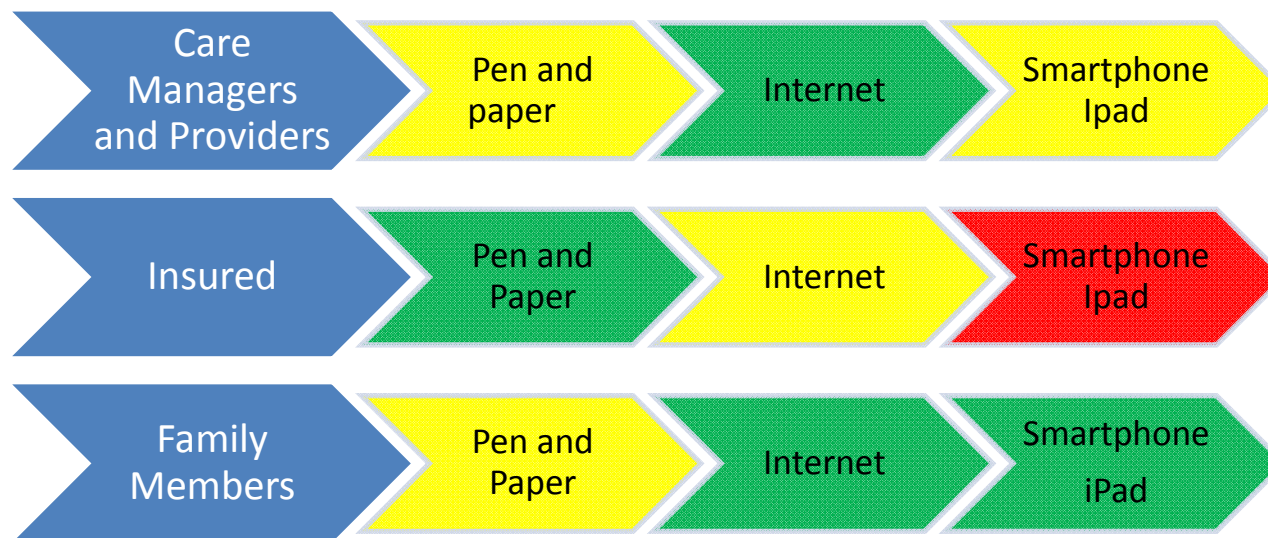 Care
Managers
and Providers
Pen and
paper
Internet
Smartphone
Ipad
Insured
Pen and
Paper
Internet
Smartphone
Ipad
Family
Members
Pen and
Paper
Internet
Smartphone
iPad